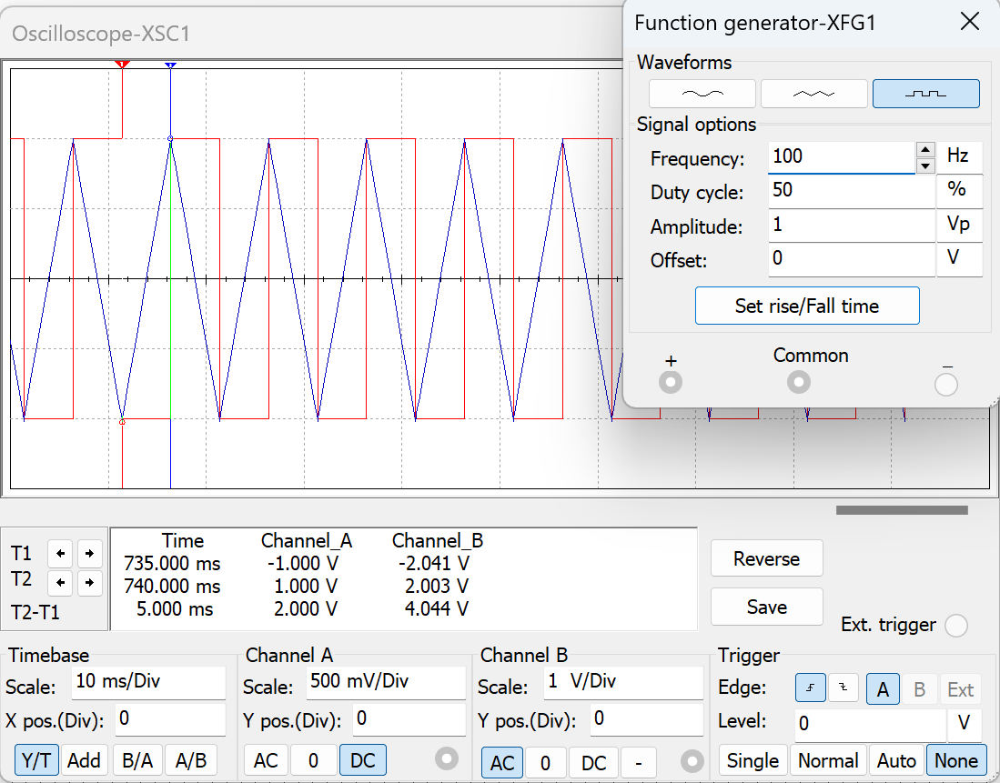 Oscilloscope-XSC1
1
2
Function generator-XFG1
Waveforms
Signal options
Frequency: 100 Hz
Duty cycle: 50 %
Amplitude: 1 Vp
Offset: 0 V
Set rise/Fall time
+ Common −
T1
T2
T2-T1
Time Channel_A Channel_B
735.000 ms -1.000 V -2.041 V
740.000 ms 1.000 V 2.003 V
5.000 ms 2.000 V 4.044 V
Reverse
Save
Ext. trigger
Timebase
Scale: 10 ms/Div
X pos.(Div): 0
Y/T Add B/A A/B
Channel A
Scale: 500 mV/Div
Y pos.(Div): 0
AC 0 DC
Channel B
Scale: 1 V/Div
Y pos.(Div): 0
AC 0 DC -
Trigger
Edge: A B Ext
Level: 0 V
Single Normal Auto None